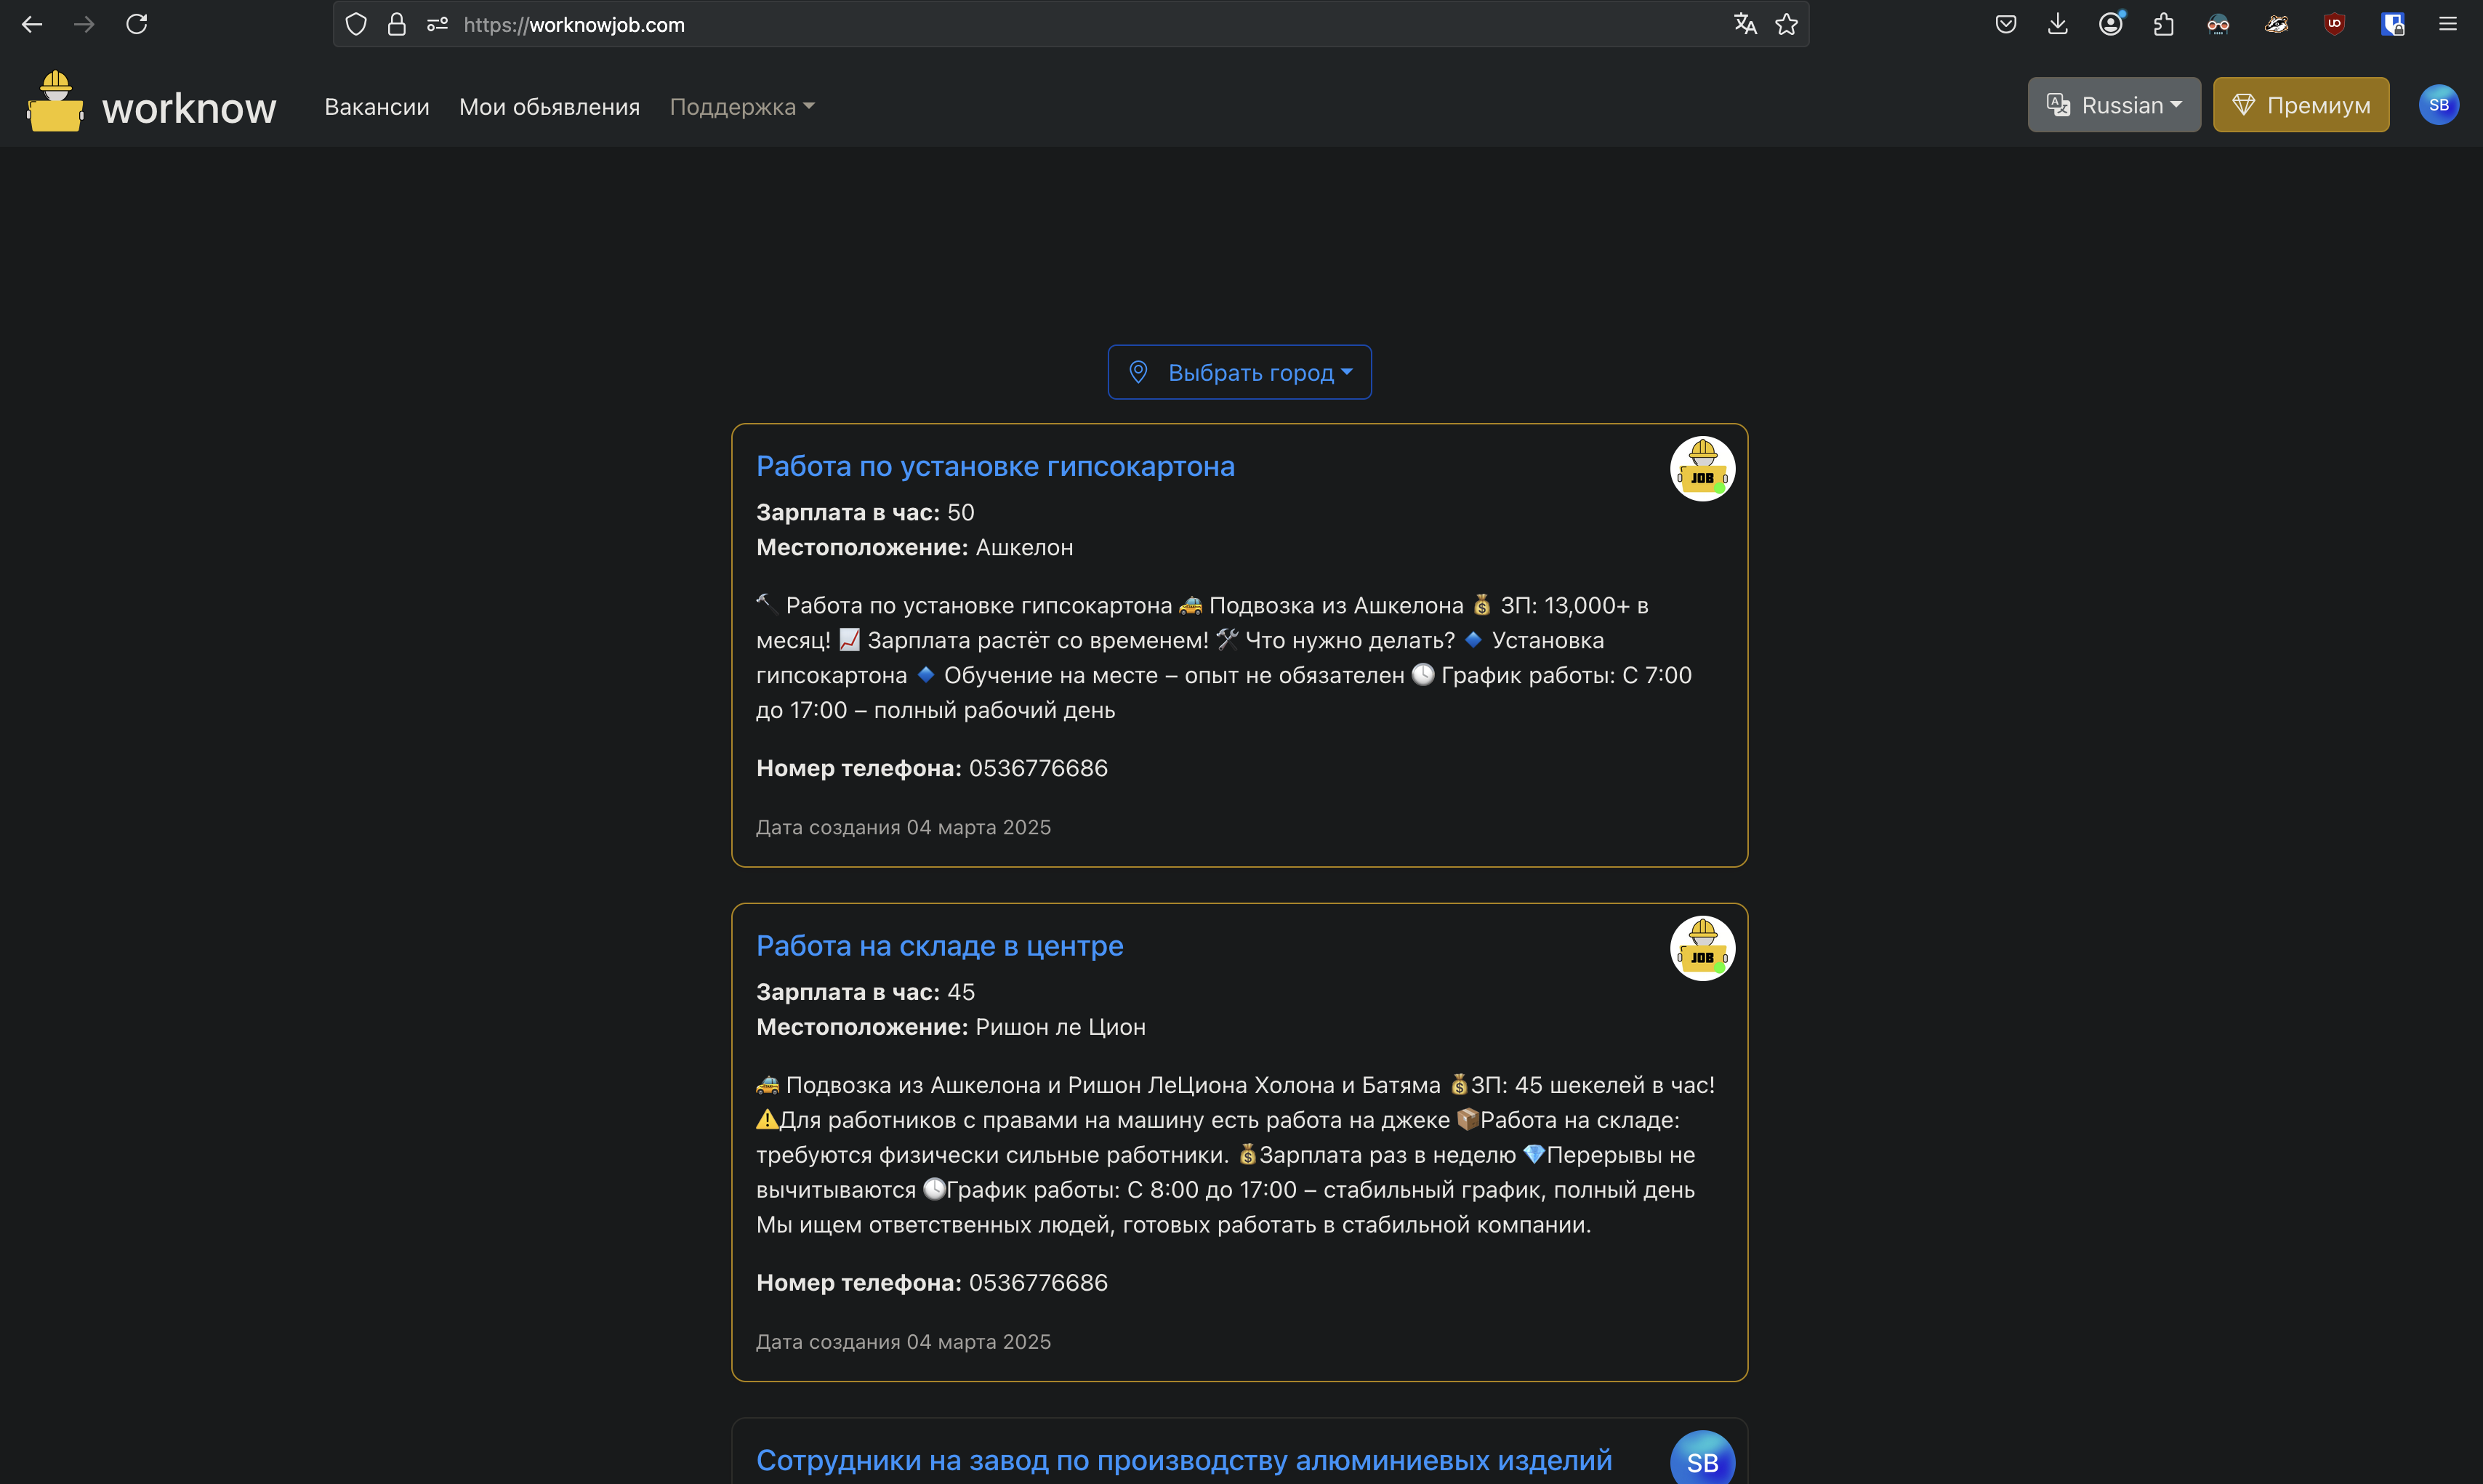 https://worknowjob.com
worknow
Вакансии
Мои обьявления
Поддержка
Russian
Премиум
SB
Выбрать город
Работа по установке гипсокартона
JOB
Зарплата в час: 50
Местоположение: Ашкелон
🔨 Работа по установке гипсокартона 🚖 Подвозка из Ашкелона 💰 ЗП: 13,000+ в
месяц! 📈 Зарплата растёт со временем! 🛠 Что нужно делать? 🔹 Установка
гипсокартона 🔹 Обучение на месте – опыт не обязателен 🕒 График работы: С 7:00
до 17:00 – полный рабочий день
Номер телефона: 0536776686
Дата создания 04 марта 2025
Работа на складе в центре
JOB
Зарплата в час: 45
Местоположение: Ришон ле Цион
🚖 Подвозка из Ашкелона и Ришон ЛеЦиона Холона и Батяма 💰ЗП: 45 шекелей в час!
⚠️Для работников с правами на машину есть работа на джеке 📦Работа на складе:
требуются физически сильные работники. 💰Зарплата раз в неделю 💎Перерывы не
вычитываются 🕒График работы: С 8:00 до 17:00 – стабильный график, полный день
Мы ищем ответственных людей, готовых работать в стабильной компании.
Номер телефона: 0536776686
Дата создания 04 марта 2025
Сотрудники на завод по производству алюминиевых изделий
SB